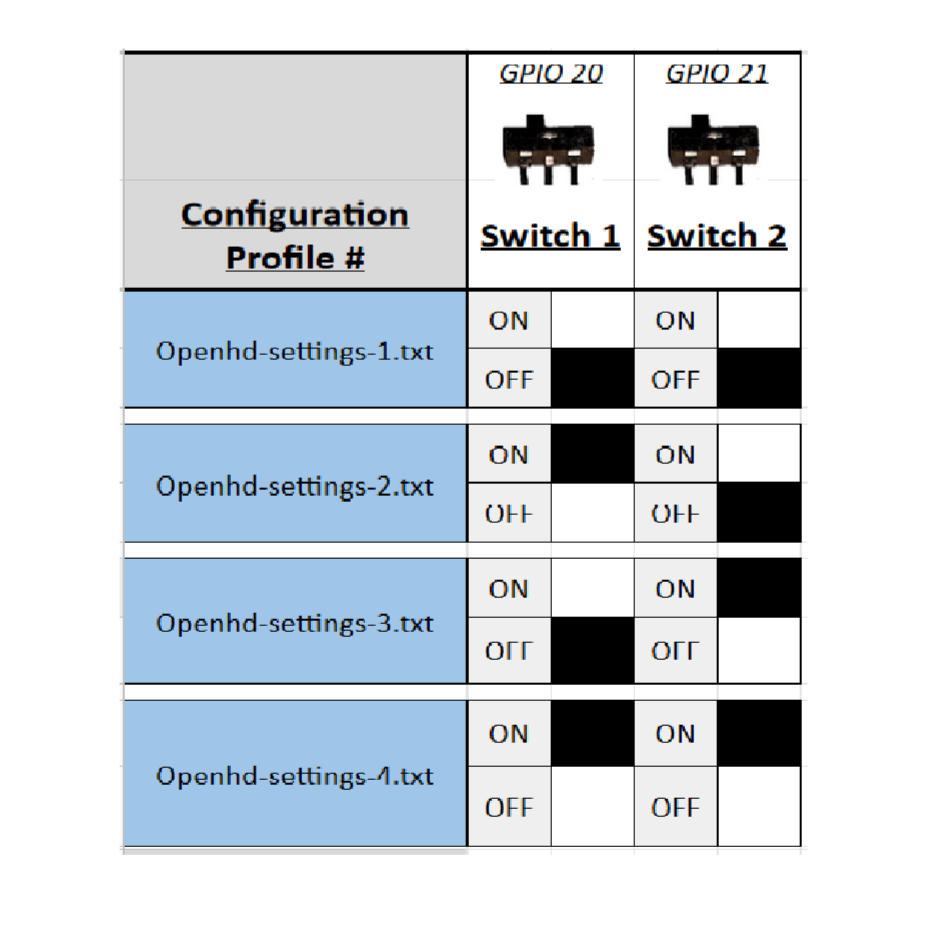 GPIO 20 GPIO 21
Configuration
Profile #
Switch 1 Switch 2
ON ON
Openhd-settings-1.txt
OFF OFF
ON ON
Openhd-settings-2.txt
OFF OFF
ON ON
Openhd-settings-3.txt
OFF OFF
ON ON
Openhd-settings-4.txt
OFF OFF